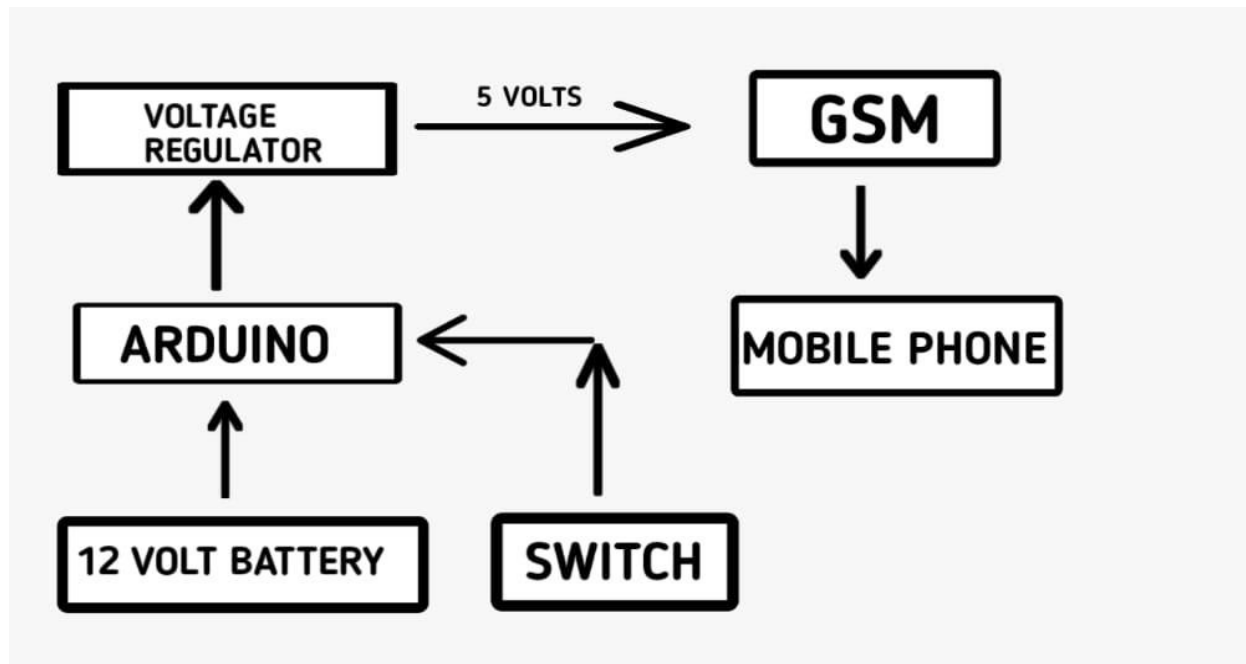 VOLTAGE
REGULATOR
5 VOLTS
GSM
ARDUINO
MOBILE PHONE
12 VOLT BATTERY
SWITCH